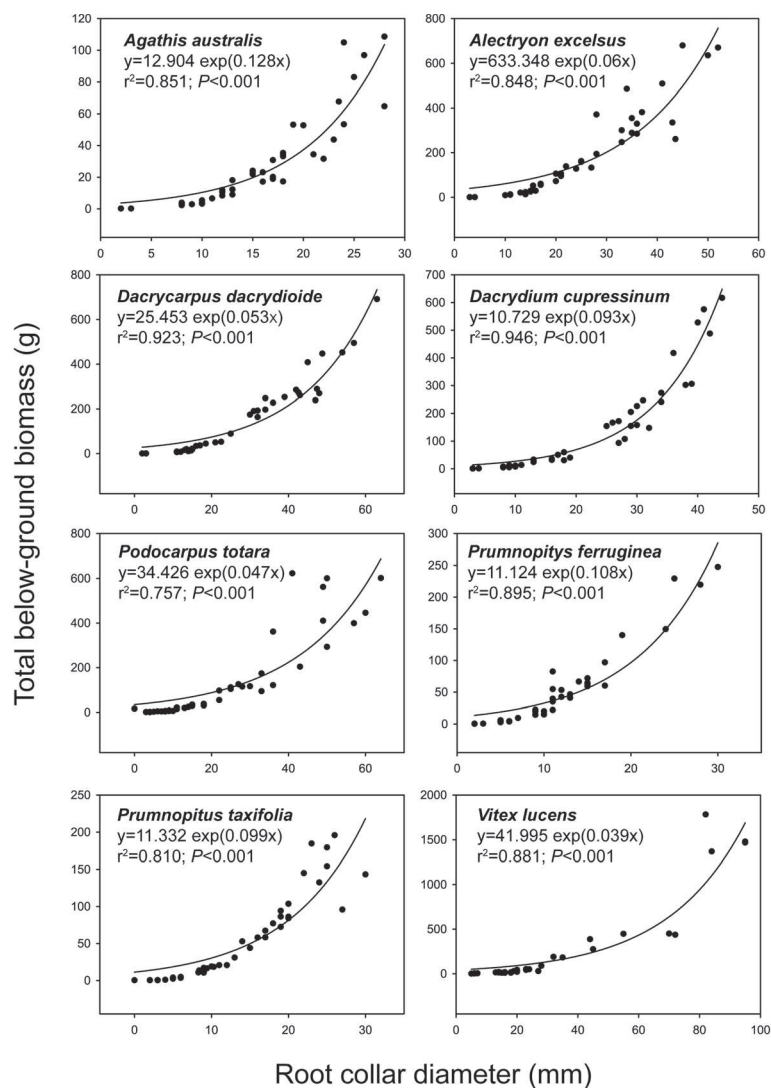 Total below-ground biomass (g)
Agathis australis
y=12.904 exp(0.128x)
r²=0.851; P<0.001
120
100
80
60
40
20
0
0 5 10 15 20 25 30
Alectryon excelsus
y=633.348 exp(0.06x)
r²=0.848; P<0.001
800
600
400
200
0
0 10 20 30 40 50 60
Dacrycarpus dacrydioide
y=25.453 exp(0.053x)
r²=0.923; P<0.001
800
600
400
200
0
0 20 40 60
Dacrydium cupressinum
y=10.729 exp(0.093x)
r²=0.946; P<0.001
700
600
500
400
300
200
100
0
0 10 20 30 40 50
Podocarpus totara
y=34.426 exp(0.047x)
r²=0.757; P<0.001
800
600
400
200
0
0 20 40 60
Prumnopitys ferruginea
y=11.124 exp(0.108x)
r²=0.895; P<0.001
300
250
200
150
100
50
0
0 10 20 30
Prumnopitus taxifolia
y=11.332 exp(0.099x)
r²=0.810; P<0.001
250
200
150
100
50
0
0 10 20 30
Vitex lucens
y=41.995 exp(0.039x)
r²=0.881; P<0.001
2000
1500
1000
500
0
0 20 40 60 80 100
Root collar diameter (mm)